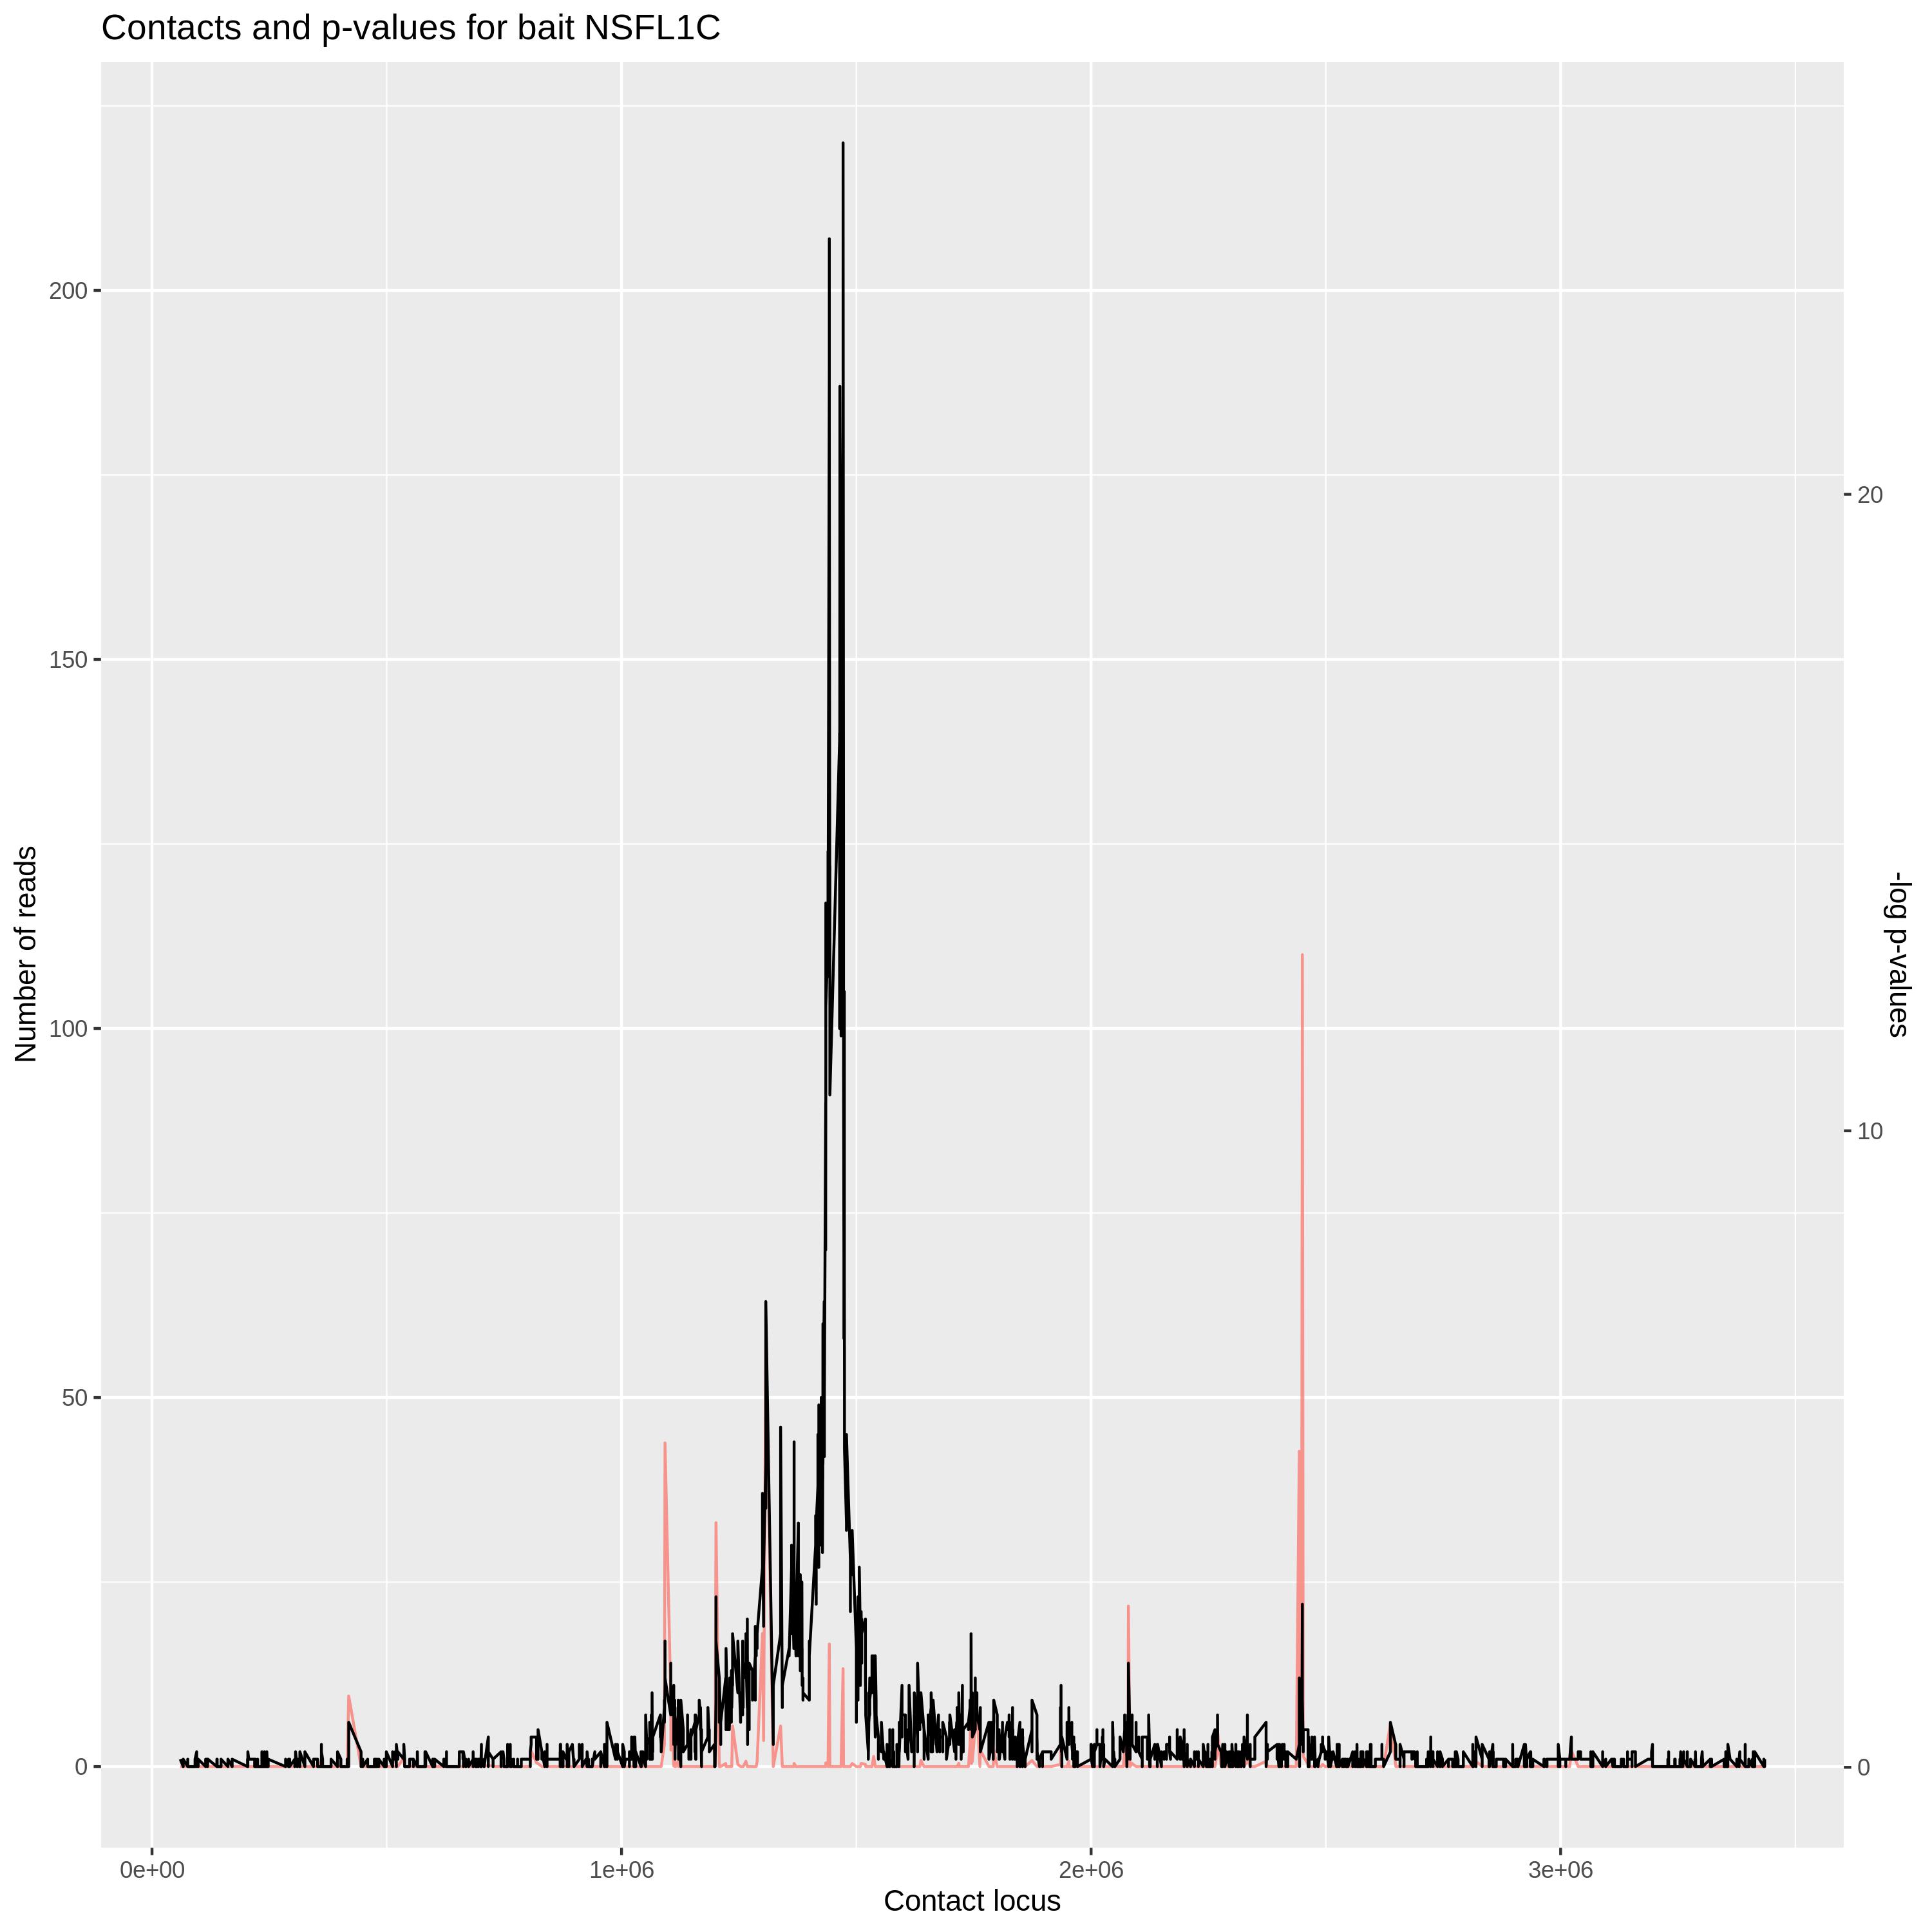 Contacts and p-values for bait NSFL1C
200
150
100
50
0
20
10
0
Number of reads
-log p-values
0e+00
1e+06
2e+06
3e+06
Contact locus